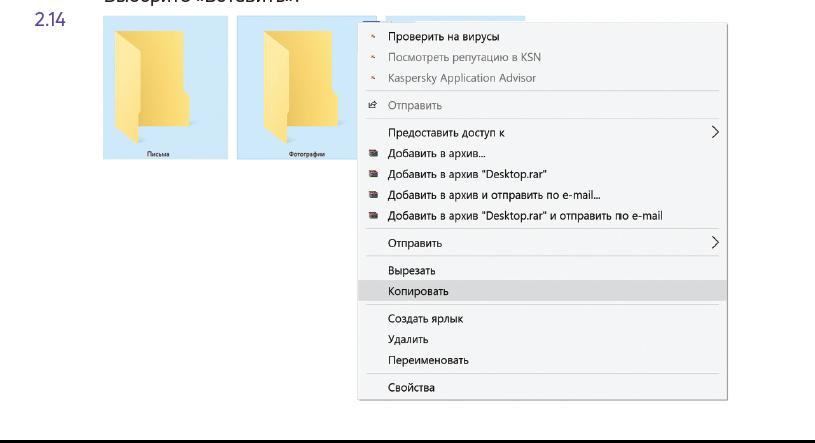 Выберите «Вставить».
2.14
Письма
Фотографии
Проверить на вирусы
Посмотреть репутацию в KSN
Kaspersky Application Advisor
Отправить
Предоставить доступ к
Добавить в архив...
Добавить в архив "Desktop.rar"
Добавить в архив и отправить по e-mail...
Добавить в архив "Desktop.rar" и отправить по e-mail
Отправить
Вырезать
Копировать
Создать ярлык
Удалить
Переименовать
Свойства